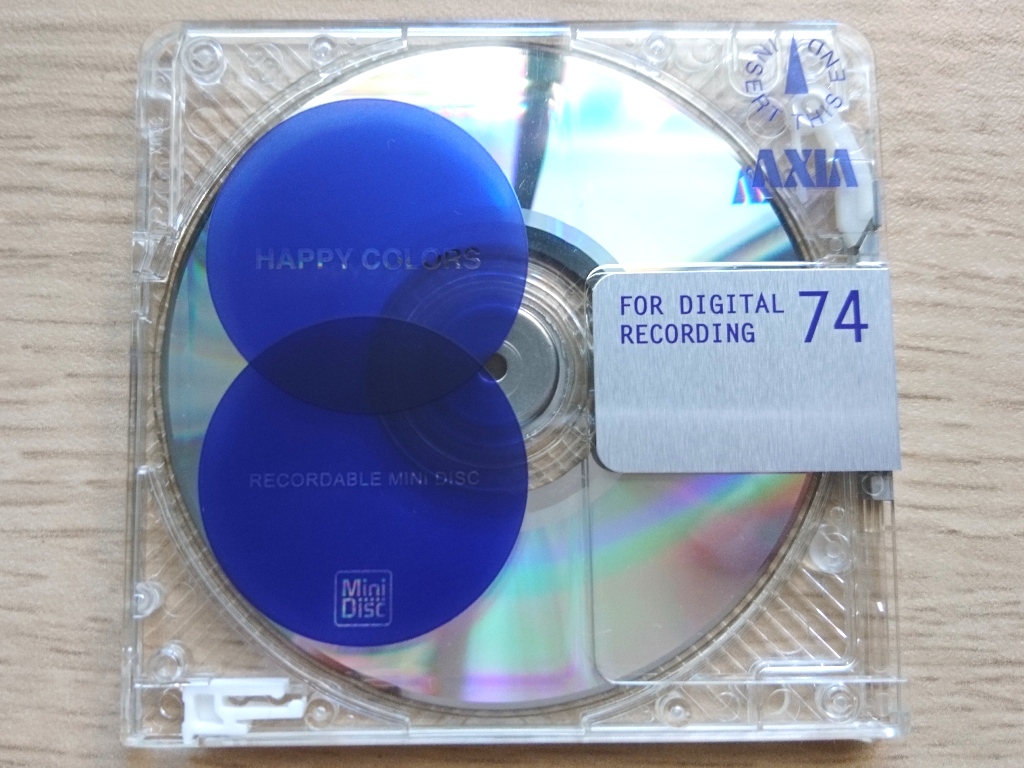 INSERT THIS END
AXIA
HAPPY COLORS
FOR DIGITAL
RECORDING
74
RECORDABLE MINI DISC
Mini
Disc